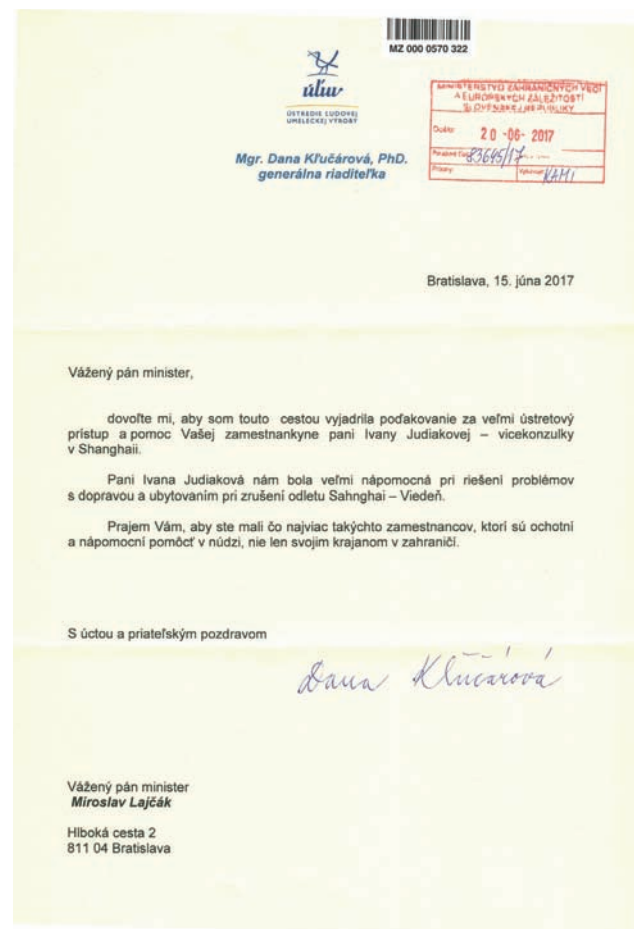 MZ 000 0570 322
úľuv
ÚSTREDIE ĽUDOVEJ
UMELECKEJ VÝROBY
MINISTERSTVO ZAHRANIČNÝCH VECÍ
A EURÓPSKYCH ZÁLEŽITOSTÍ
SLOVENSKEJ REPUBLIKY
Došlo:
20 -06- 2017
83645/17
KAMI
Mgr. Dana Kľučárová, PhD.
generálna riaditeľka
Bratislava, 15. júna 2017
Vážený pán minister,
dovoľte mi, aby som touto cestou vyjadrila poďakovanie za veľmi ústretový
prístup a pomoc Vašej zamestnankyne pani Ivany Judiakovej – vicekonzulky
v Shanghaii.
Pani Ivana Judiaková nám bola veľmi nápomocná pri riešení problémov
s dopravou a ubytovaním pri zrušení odletu Sahnghai – Viedeň.
Prajem Vám, aby ste mali čo najviac takýchto zamestnancov, ktorí sú ochotní
a nápomocní pomôcť v núdzi, nie len svojim krajanom v zahraničí.
S úctou a priateľským pozdravom
Dana Kľučárová
Vážený pán minister
Miroslav Lajčák
Hlboká cesta 2
811 04 Bratislava